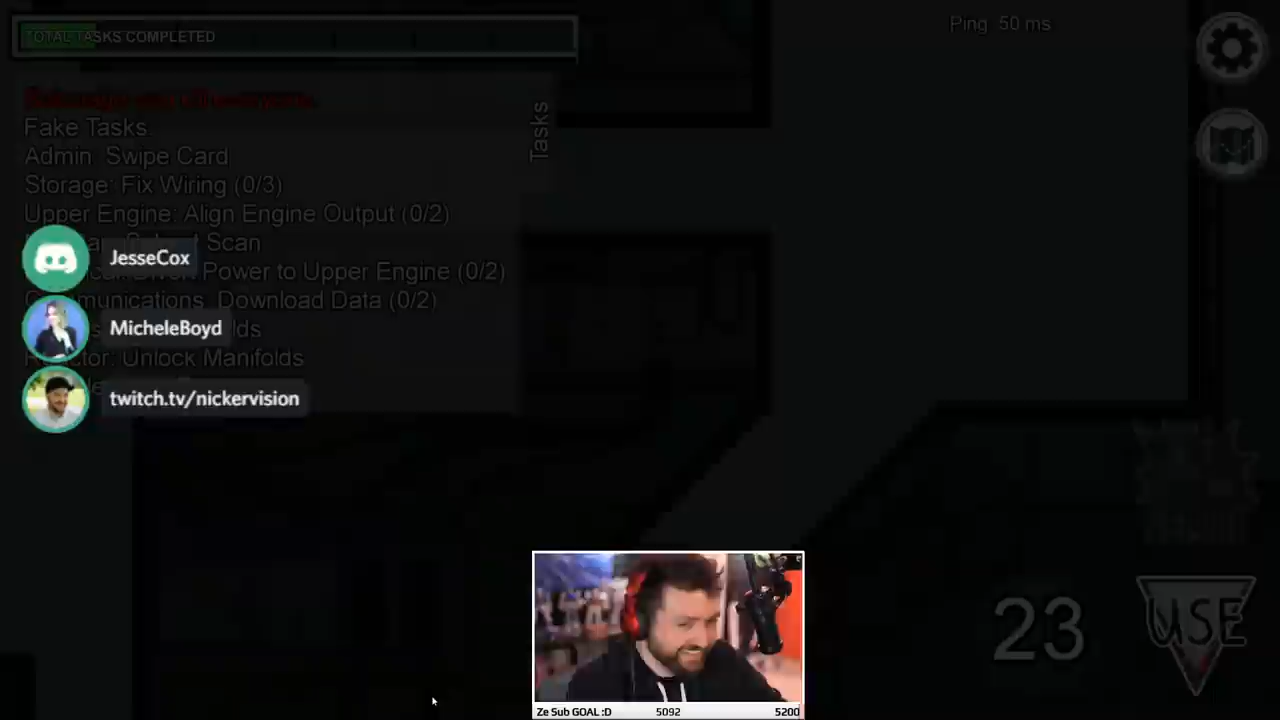 TOTAL TASKS COMPLETED
Ping 50 ms
Tasks
Fake Tasks
Admin Swipe Card
Storage: Fix Wiring (0/3)
Upper Engine: Align Engine Output (0/2)
Scan
JesseCox
Power to Upper Engine (0/2)
Download Data (0/2)
MicheleBoyd
Reactor: Unlock Manifolds
twitch.tv/nickervision
23
USE
Ze Sub GOAL :D 5092 5200